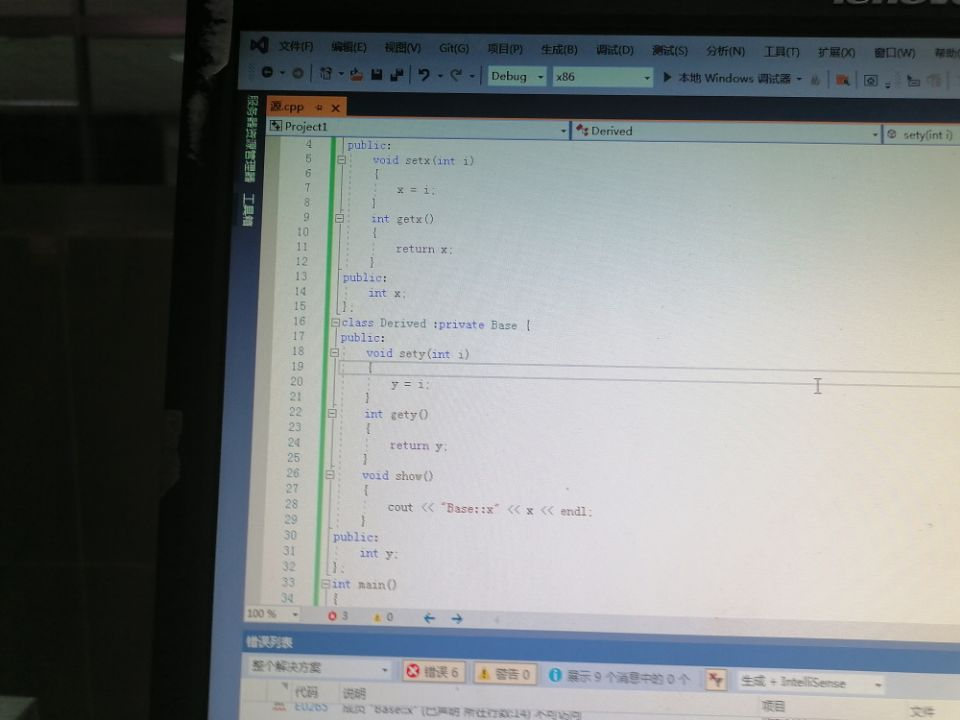 lenovo
文件(F) 编辑(E) 视图(V) Git(G) 项目(P) 生成(B) 调试(D) 测试(S) 分析(N) 工具(T) 扩展(X) 窗口(W) 帮助(
Debug x86 本地 Windows 调试器
服务器资源管理器 工具箱
源.cpp
Project1 Derived sety(int i)
4 public:
5 void setx(int i)
6 {
7 x = i;
8 }
9 int getx()
10 {
11 return x;
12 }
13 public:
14 int x;
15 };
16 class Derived :private Base {
17 public:
18 void sety(int i)
19 {
20 y = i;
21 }
22 int gety()
23 {
24 return y;
25 }
26 void show()
27 {
28 cout << "Base::x" << x << endl;
29 }
30 public:
31 int y;
32 };
33 int main()
34 {
100 % 3 0
错误列表
整个解决方案 错误 6 警告 0 展示 9 个消息中的 0 个 生成 + IntelliSense
代码 说明 项目 文件
E0265 成员 "Base::x" (已声明 所在行数:14) 不可访问